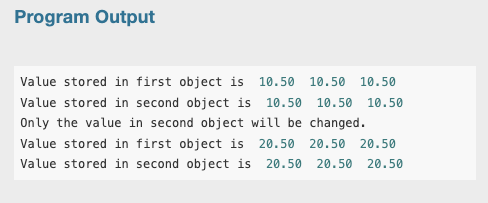 Program Output
Value stored in first object is  10.50  10.50  10.50
Value stored in second object is  10.50  10.50  10.50
Only the value in second object will be changed.
Value stored in first object is  20.50  20.50  20.50
Value stored in second object is  20.50  20.50  20.50